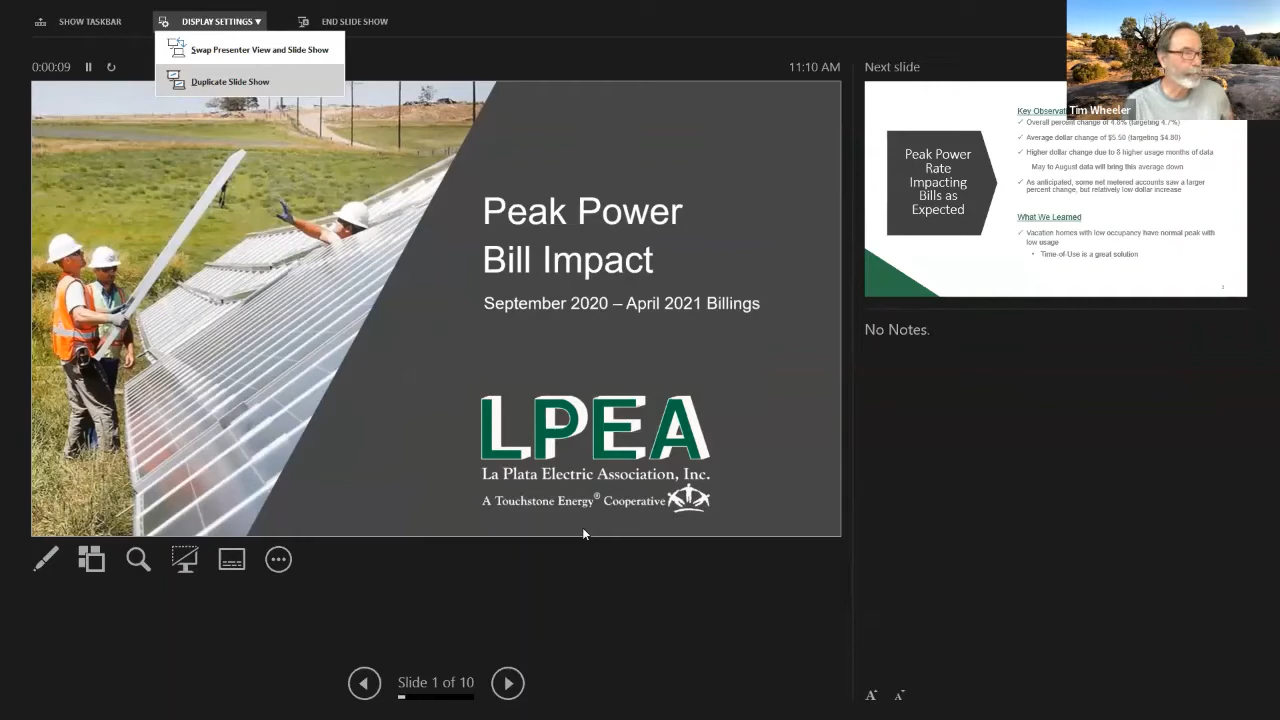 SHOW TASKBAR
DISPLAY SETTINGS ▼
END SLIDE SHOW
Swap Presenter View and Slide Show
Duplicate Slide Show
0:00:09
11:10 AM
Peak Power
Bill Impact
September 2020 – April 2021 Billings
LPEA
La Plata Electric Association, Inc.
A Touchstone Energy® Cooperative
Slide 1 of 10
Next slide
Tim Wheeler
Peak Power
Rate
Impacting
Bills as
Expected
Key Observat
✓ Overall percent change of 4.8% (targeting 4.7%)
✓ Average dollar change of $5.50 (targeting $4.80)
✓ Higher dollar change due to 8 higher usage months of data
May to August data will bring this average down
✓ As anticipated, some net metered accounts saw a larger
percent change, but relatively low dollar increase
What We Learned
✓ Vacation homes with low occupancy have normal peak with
low usage
• Time-of-Use is a great solution
No Notes.
A
A